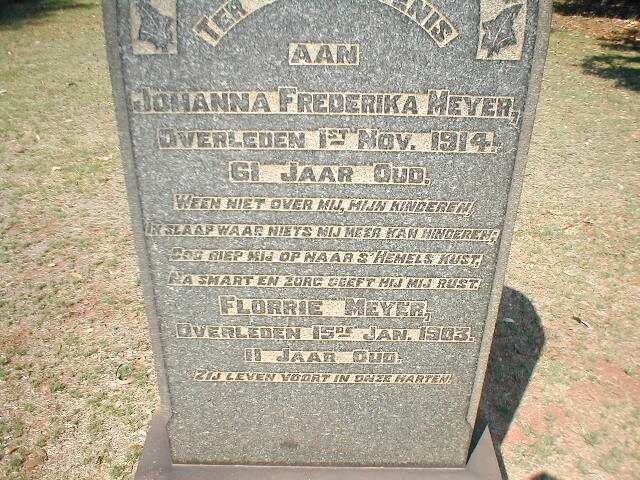 TER
AAN
JOHANNA FREDERIKA MEYER,
OVERLEDEN 1ST NOV. 1914.
61 JAAR OUD.
WEEN NIET OVER MIJ, MIJN KINDEREN,
IK SLAAP WAAR NIETS MIJ MEER KAN HINDEREN;
GOD RIEP MIJ OP NAAR S'HEMELS KUST,
NA SMART EN ZORG GEEFT HIJ MIJ RUST.
FLORRIE MEYER,
OVERLEDEN 15DE JAN. 1903.
11 JAAR OUD.
ZIJ LEVEN VOORT IN ONZE HARTEN.